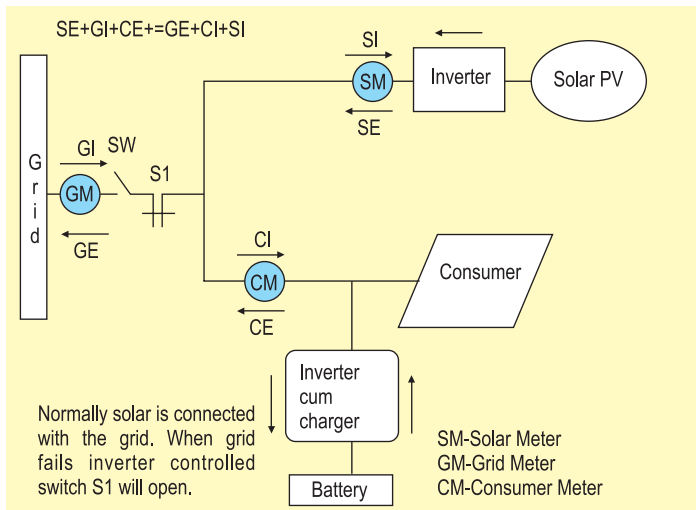 SE+GI+CE+=GE+CI+SI
SI
SM
SE
Inverter
Solar PV
Grid
GI
SW
S1
GM
GE
CI
CM
CE
Consumer
Inverter
cum
charger
Battery
Normally solar is connected
with the grid. When grid
fails inverter controlled
switch S1 will open.
SM-Solar Meter
GM-Grid Meter
CM-Consumer Meter